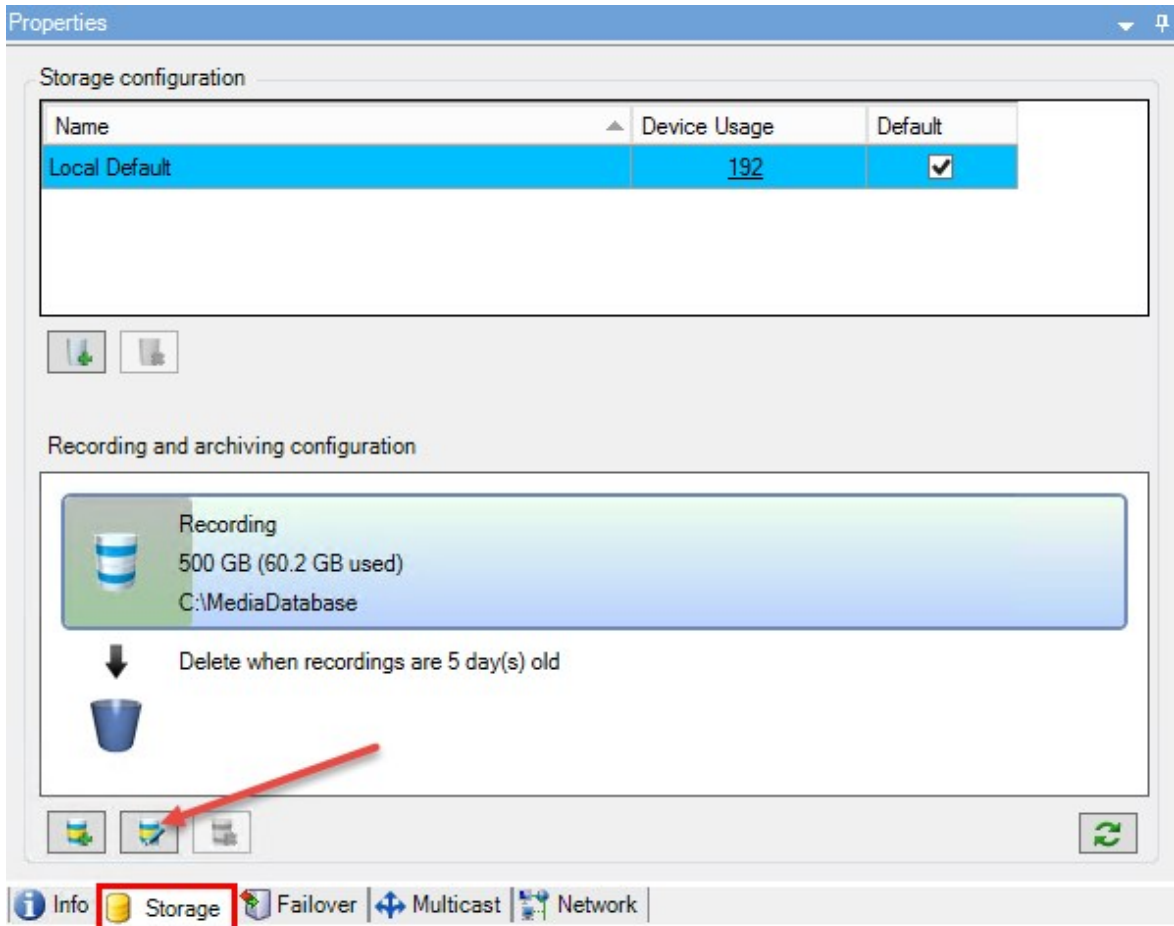 Properties
Storage configuration
Name Device Usage Default
Local Default 192
Recording and archiving configuration
Recording
500 GB (60.2 GB used)
C:\MediaDatabase
Delete when recordings are 5 day(s) old
Info Storage Failover Multicast Network